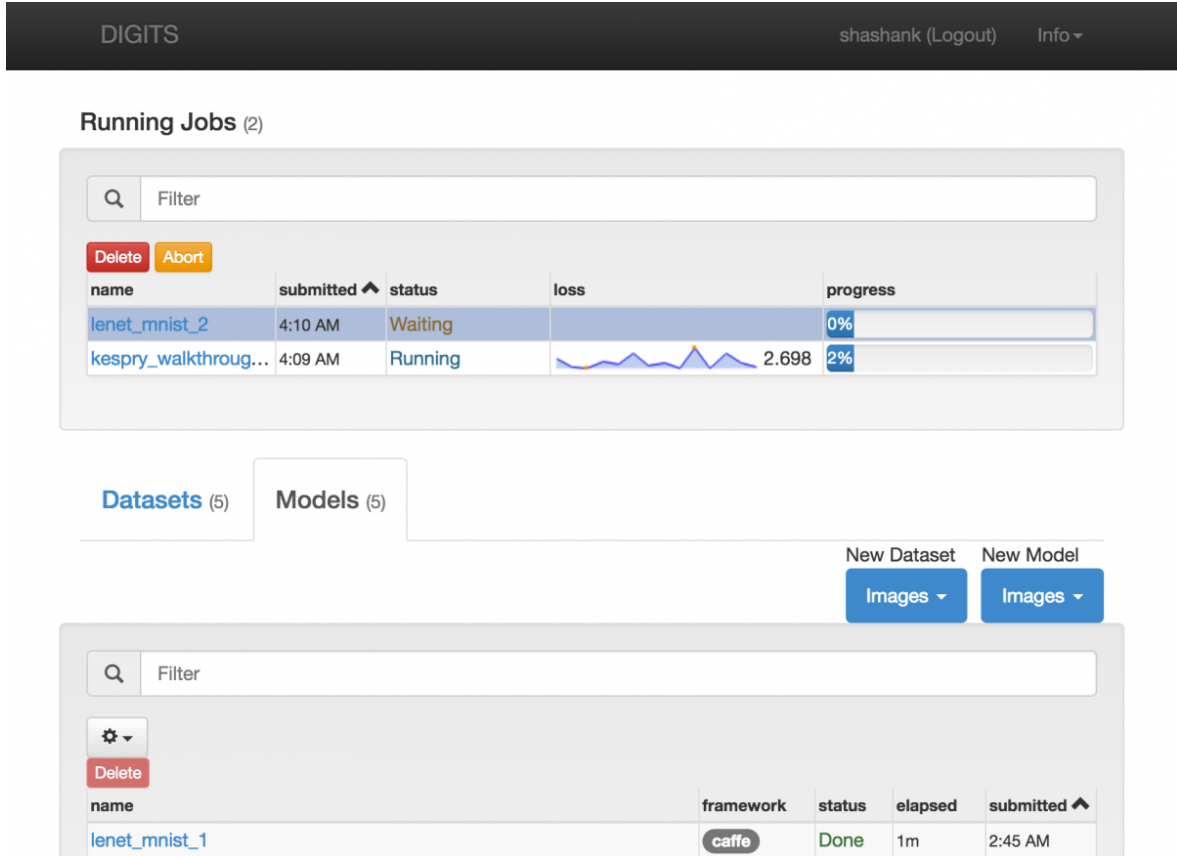 DIGITS shashank (Logout) Info
Running Jobs (2)
Filter
Delete Abort
name submitted status loss progress
lenet_mnist_2 4:10 AM Waiting 0%
kespry_walkthroug... 4:09 AM Running 2.698 2%
Datasets (5) Models (5)
New Dataset New Model
Images Images
Filter
Delete
name framework status elapsed submitted
lenet_mnist_1 caffe Done 1m 2:45 AM